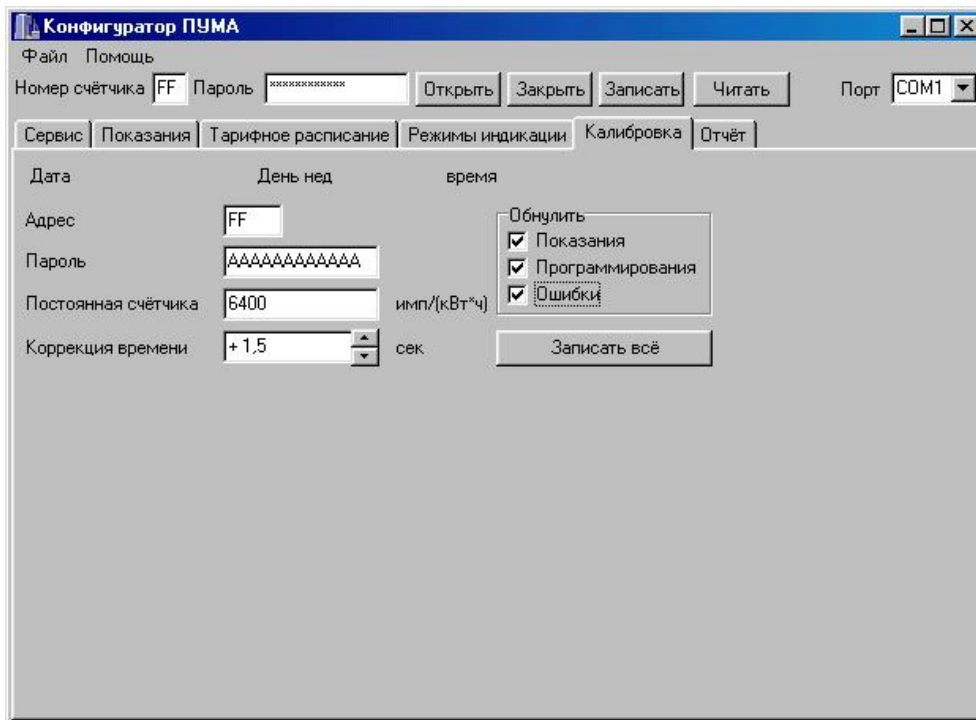 Конфигуратор ПУМА
Файл Помощь
Номер счётчика FF Пароль ************ Открыть Закрыть Записать Читать Порт COM1
Сервис Показания Тарифное расписание Режимы индикации Калибровка Отчёт
Дата День нед время
Адрес FF
Обнулить
Показания
Пароль AAAAAAAAAAAA
Программирования
Ошибки
Постоянная счётчика 6400 имп/(кВт*ч)
Коррекция времени +1,5 сек Записать всё